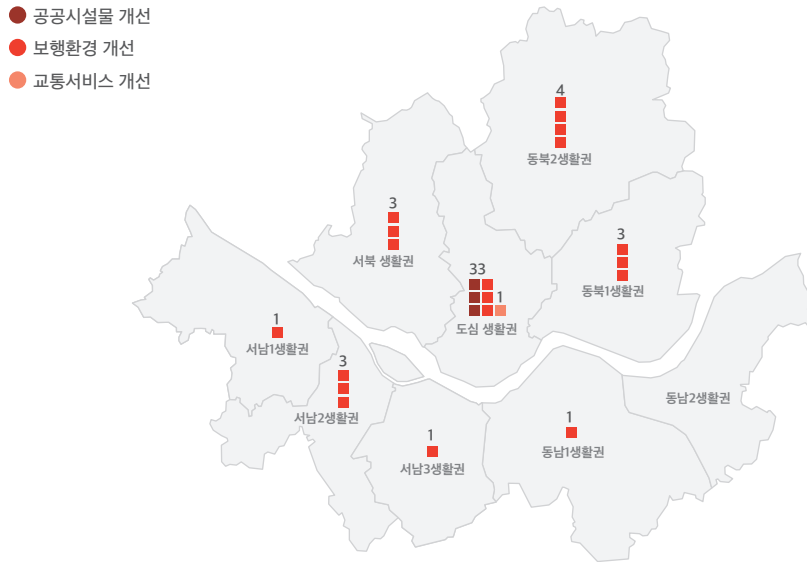 공공시설물 개선
보행환경 개선
교통서비스 개선
4
동북2생활권
3
서북 생활권
3
동북1생활권
33
1
도심 생활권
1
서남1생활권
3
서남2생활권
동남2생활권
1
서남3생활권
1
동남1생활권